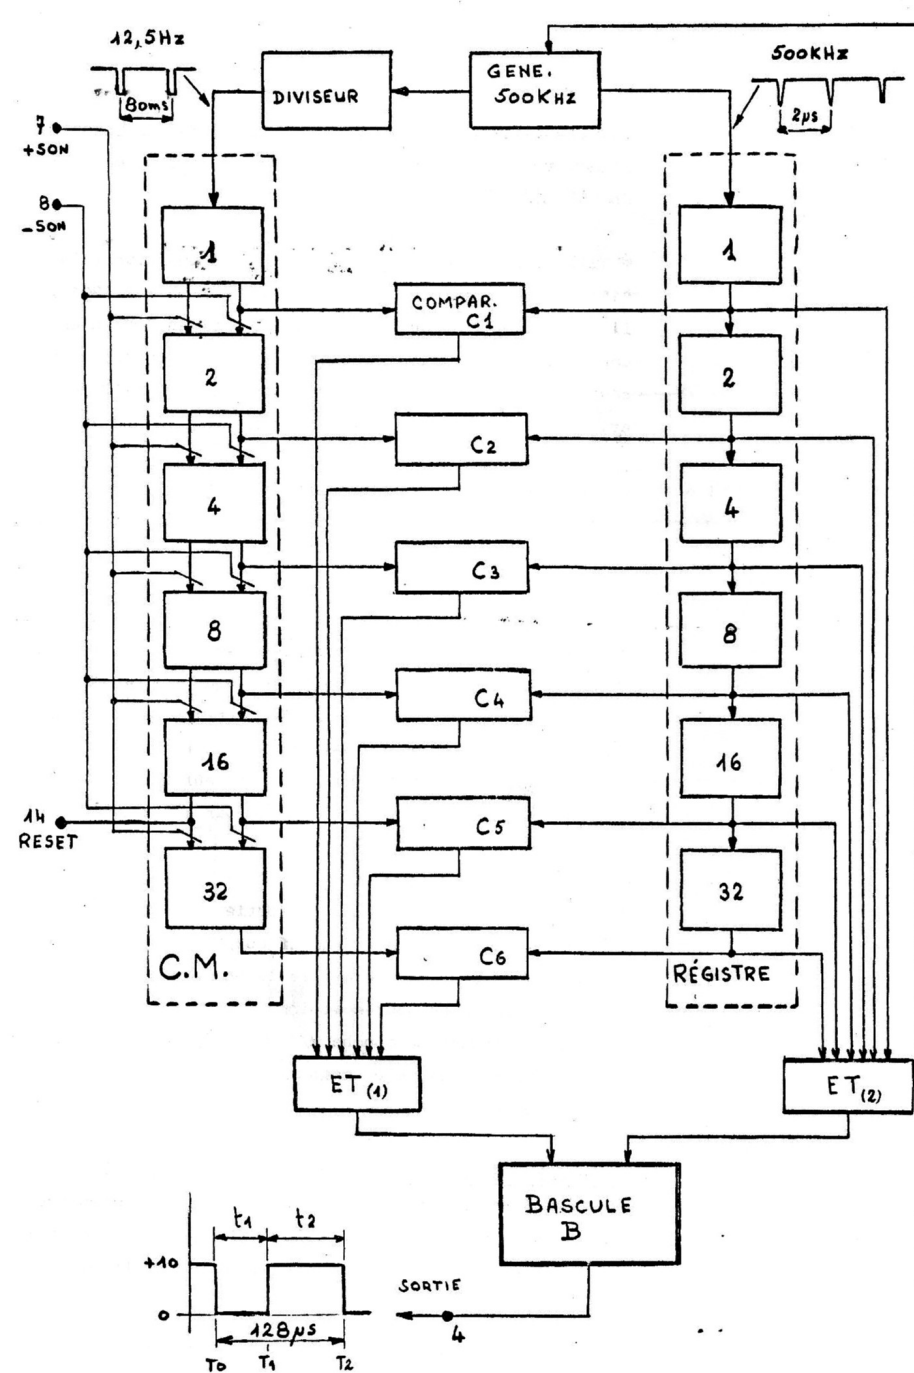 12,5Hz
80ms
DIVISEUR
GENE.
500KHz
500KHz
2µs
7
+SON
8
-SON
1
1
COMPAR.
C1
2
2
C2
4
4
C3
8
8
C4
16
16
14
RESET
C5
32
32
C.M.
C6
RÉGISTRE
ET(1)
ET(2)
BASCULE
B
t1
t2
+10
0
128µs
T0
T1
T2
SORTIE
4